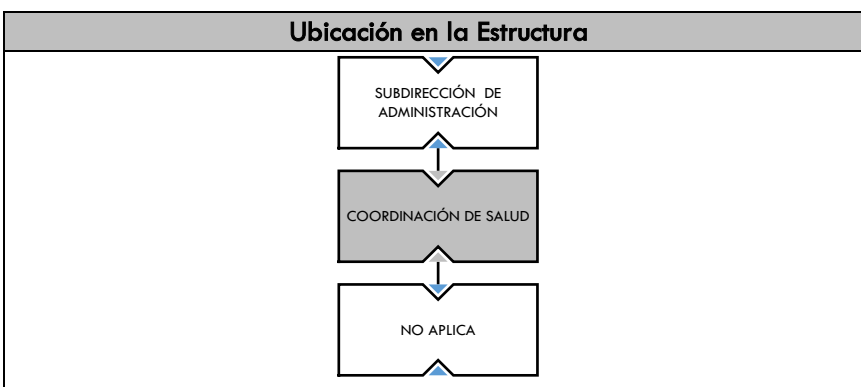 Ubicación en la Estructura
SUBDIRECCIÓN DE
ADMINISTRACIÓN
COORDINACIÓN DE SALUD
NO APLICA